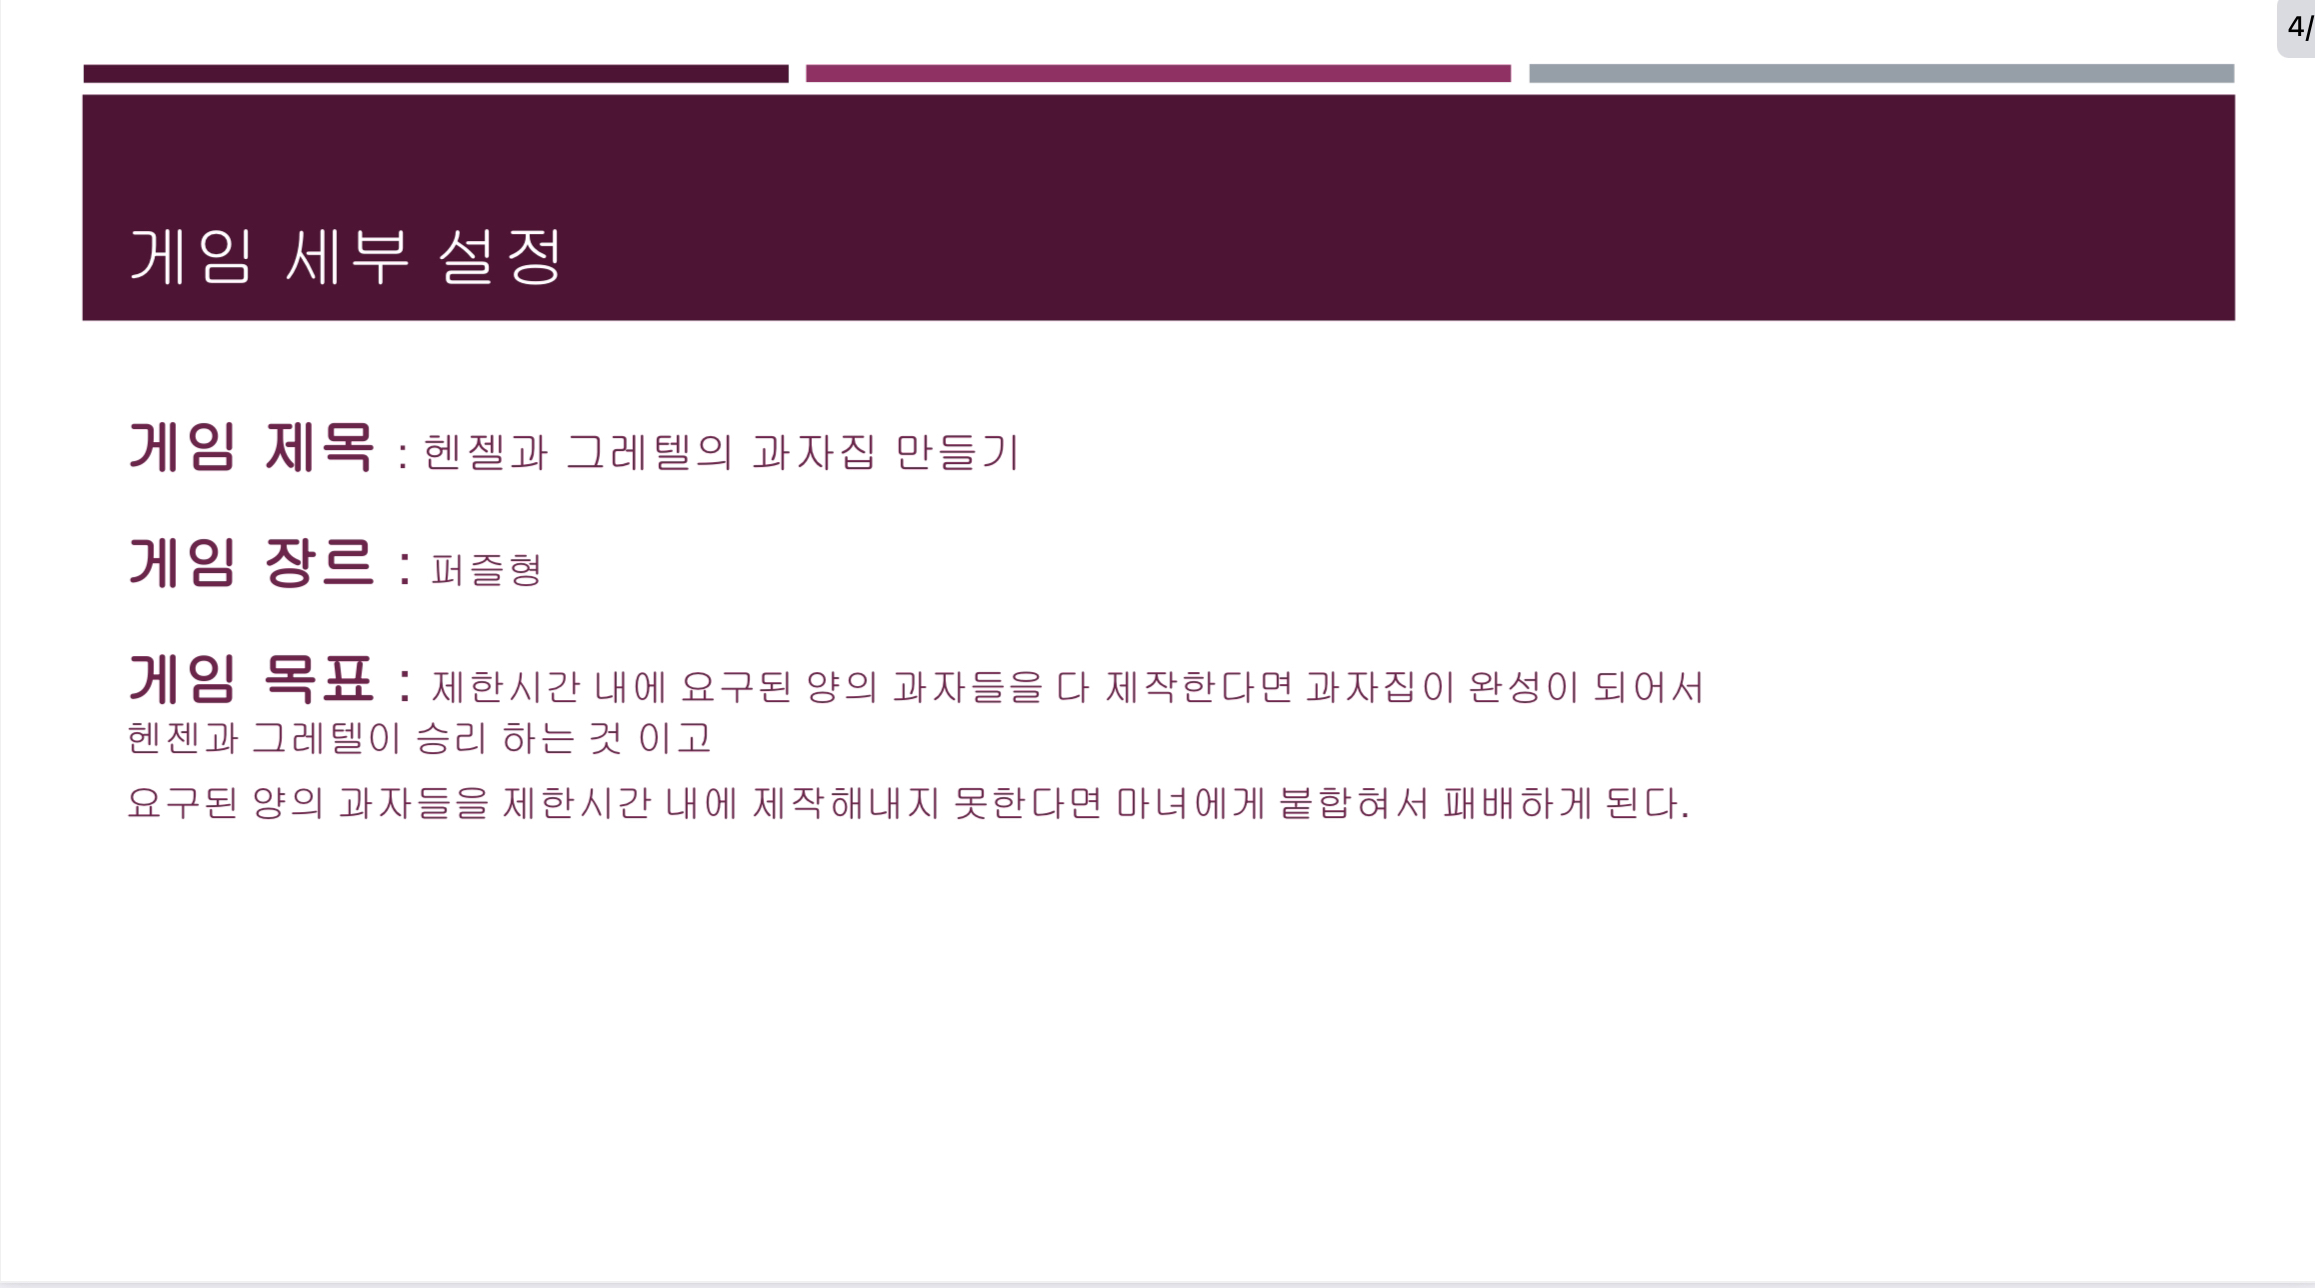 4/
게임 세부 설정
게임 제목 : 헨젤과 그레텔의 과자집 만들기
게임 장르 : 퍼즐형
게임 목표 : 제한시간 내에 요구된 양의 과자들을 다 제작한다면 과자집이 완성이 되어서
헨젠과 그레텔이 승리 하는 것 이고
요구된 양의 과자들을 제한시간 내에 제작해내지 못한다면 마녀에게 붙합혀서 패배하게 된다.